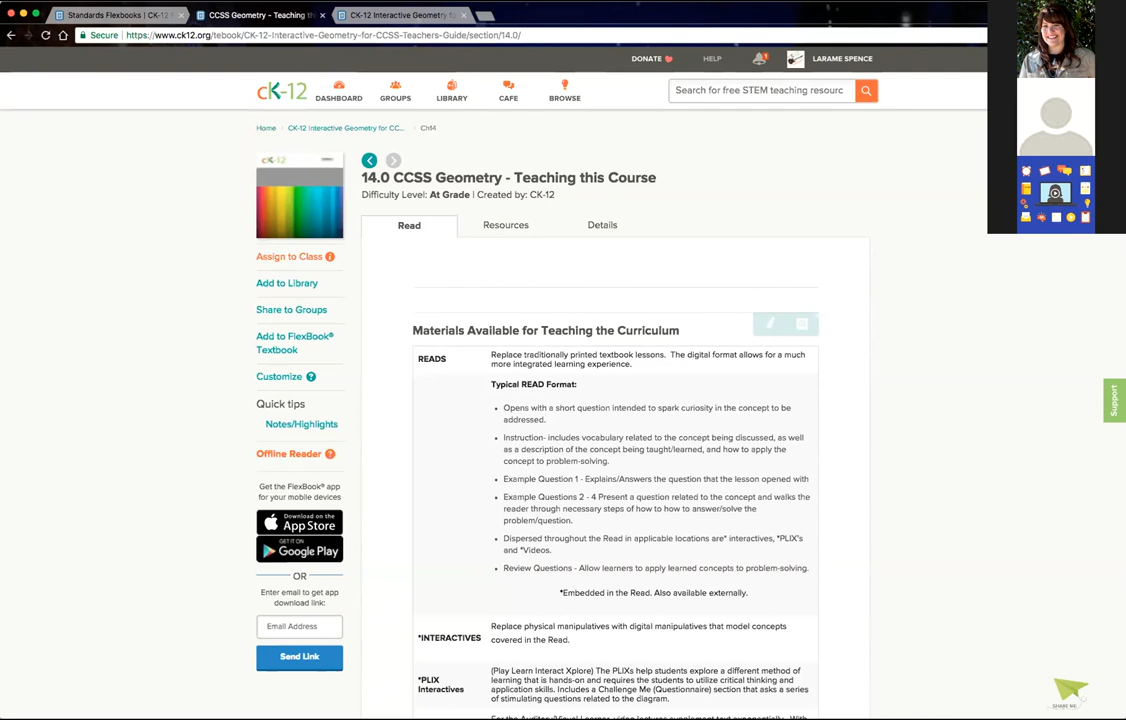 Standards Flexbooks | CK-12
CCSS Geometry - Teaching th
CK-12 Interactive Geometry fo
Secure | https://www.ck12.org/tebook/CK-12-Interactive-Geometry-for-CCSS-Teachers-Guide/section/14.0/
DONATE HELP 1 LARAME SPENCE
cK-12 DASHBOARD GROUPS LIBRARY CAFE BROWSE Search for free STEM teaching resourc
Home CK-12 Interactive Geometry for CC... Ch14
14.0 CCSS Geometry - Teaching this Course
Difficulty Level: At Grade | Created by: CK-12
Read Resources Details
cK-12
Assign to Class
Add to Library
Share to Groups
Add to FlexBook®
Textbook
Customize ?
Quick tips
Notes/Highlights
Offline Reader ?
Get the FlexBook® app
for your mobile devices
Download on the
App Store
GET IT ON
Google Play
OR
Enter email to get app
download link:
Email Address
Send Link
Materials Available for Teaching the Curriculum
READS
Replace traditionally printed textbook lessons. The digital format allows for a much
more integrated learning experience.
Typical READ Format:
• Opens with a short question intended to spark curiosity in the concept to be
addressed.
• Instruction- includes vocabulary related to the concept being discussed, as well
as a description of the concept being taught/learned, and how to apply the
concept to problem-solving.
• Example Question 1 - Explains/Answers the question that the lesson opened with
• Example Questions 2 - 4 Present a question related to the concept and walks the
reader through necessary steps of how to how to answer/solve the
problem/question.
• Dispersed throughout the Read in applicable locations are* interactives, *PLIX's
and *Videos.
• Review Questions - Allow learners to apply learned concepts to problem-solving.
*Embedded in the Read. Also available externally.
*INTERACTIVES
Replace physical manipulatives with digital manipulatives that model concepts
covered in the Read.
*PLIX
Interactives
(Play Learn Interact Xplore) The PLIXs help students explore a different method of
learning that is hands-on and requires the students to utilize critical thinking and
application skills. Includes a Challenge Me (Questionnaire) section that asks a series
of stimulating questions related to the diagram.
For the Auditory/Visual Learner, video lectures supplement text exponentially. With
Support
SHARE ME